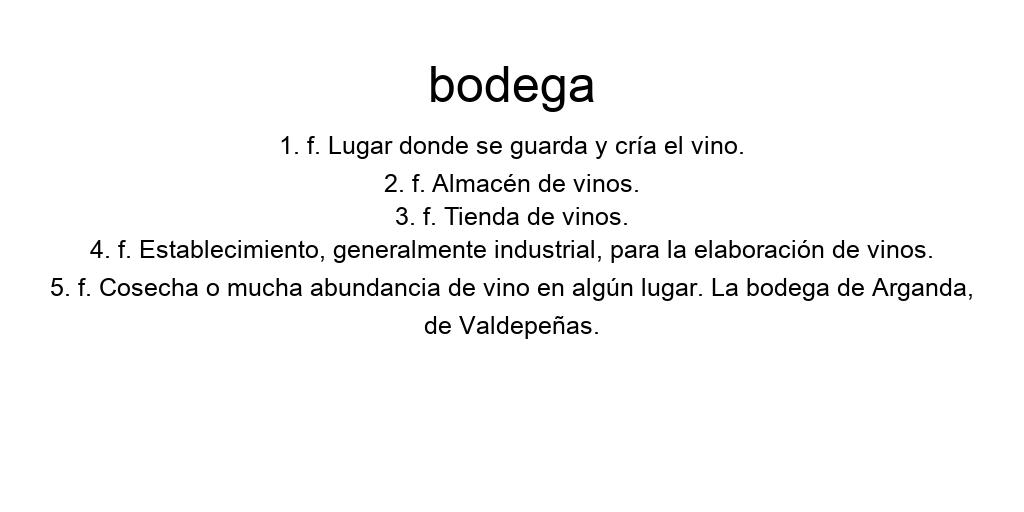 bodega
1. f. Lugar donde se guarda y cría el vino.
2. f. Almacén de vinos.
3. f. Tienda de vinos.
4. f. Establecimiento, generalmente industrial, para la elaboración de vinos.
5. f. Cosecha o mucha abundancia de vino en algún lugar. La bodega de Arganda,
de Valdepeñas.